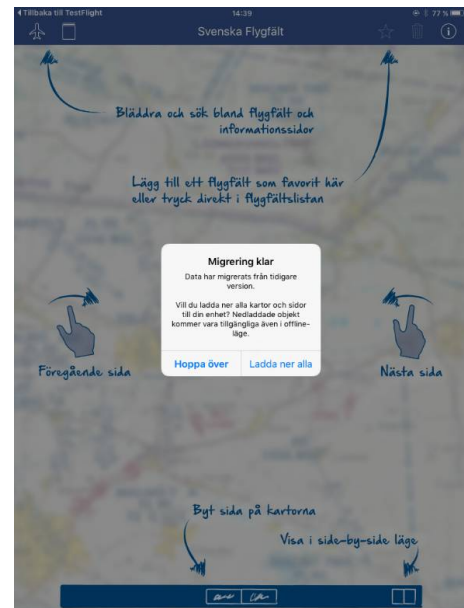 Tillbaka till TestFlight 14:39 77 %
Svenska Flygfält
Bläddra och sök bland flygfält och
informationssidor
Lägg till ett flygfält som favorit här
eller tryck direkt i flygfältslistan
Migrering klar
Data har migrerats från tidigare
version.
Vill du ladda ner alla kartor och sidor
till din enhet? Nedladdade objekt
kommer vara tillgängliga även i offline-
läge.
Hoppa över Ladda ner alla
Föregående sida Nästa sida
Byt sida på kartorna
Visa i side-by-side läge